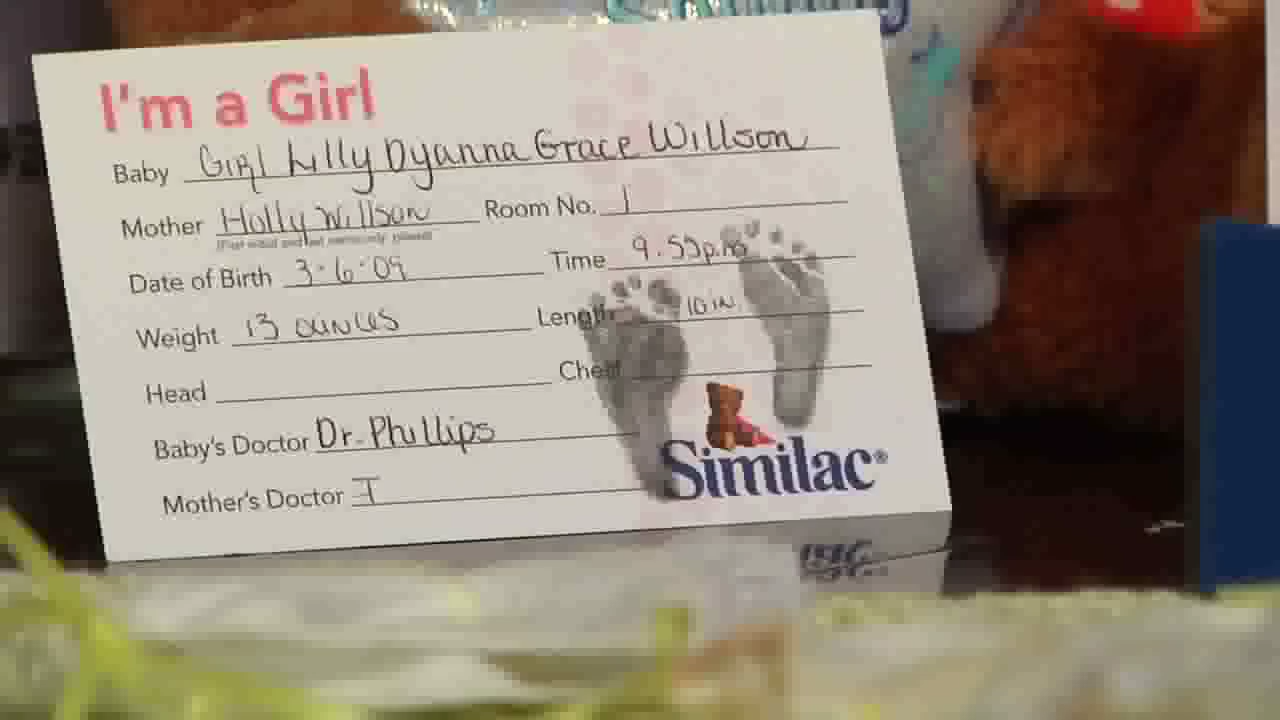 I'm a Girl
Baby Girl Lilly Dyanna Grace Willson
Mother Holly Willson Room No. 1
Date of Birth 3·6·09 Time 9:59p.m
Weight 13 ounces Length 10 in.
Head Chest
Baby's Doctor Dr. Phillips
Mother's Doctor I
Similac®